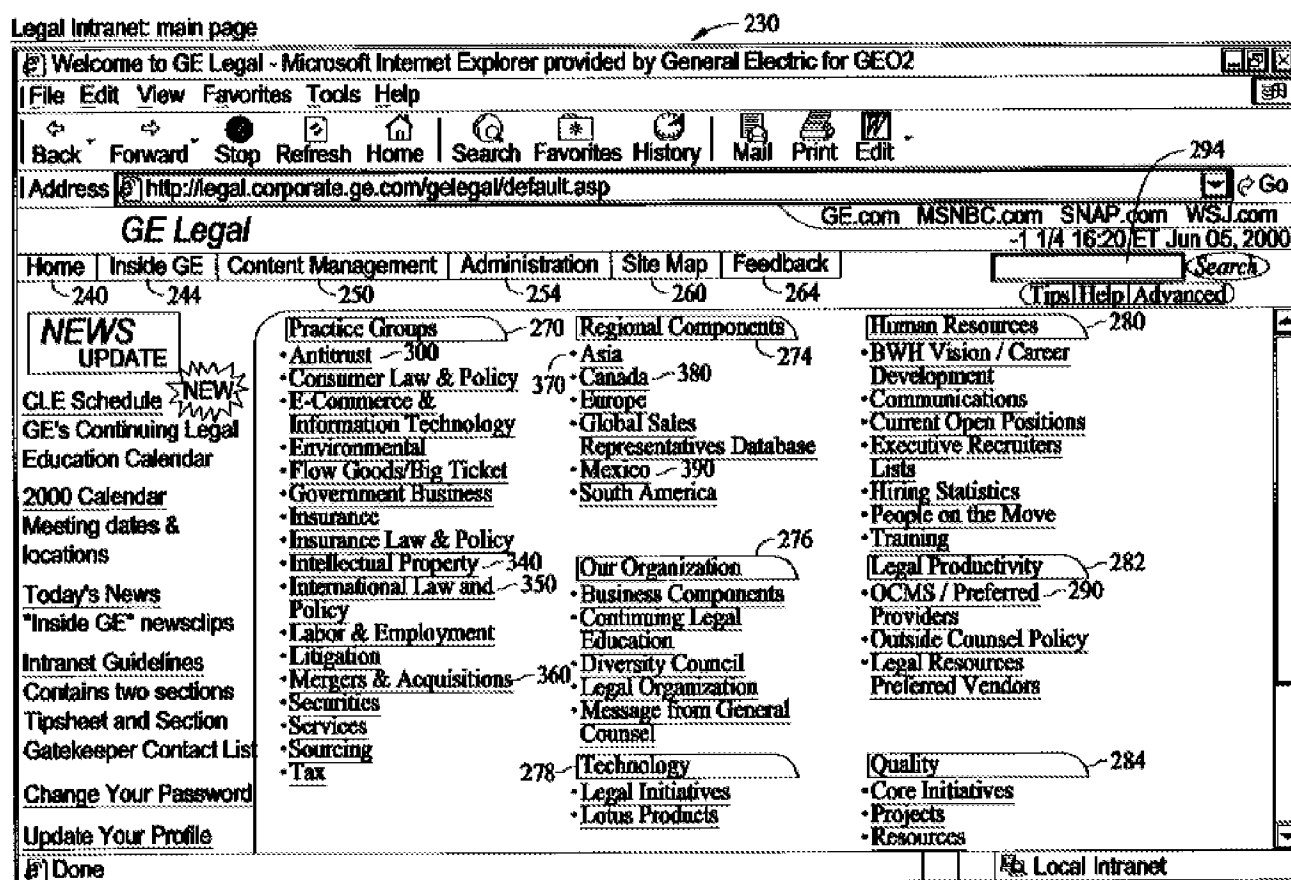 Legal Intranet: main page
230
Welcome to GE Legal - Microsoft Internet Explorer provided by General Electric for GEO2
File Edit View Favorites Tools Help
Back Forward Stop Refresh Home Search Favorites History Mail Print Edit
294
Address http://legal.corporate.ge.com/gelegal/default.asp Go
GE Legal
GE.com MSNBC.com SNAP.com WSJ.com
-1 1/4 16:20/ET Jun 05, 2000
Home Inside GE Content Management Administration Site Map Feedback Search
240 244 250 254 260 264
Tips Help Advanced
NEWS
UPDATE
NEW
CLE Schedule
GE's Continuing Legal
Education Calendar
2000 Calendar
Meeting dates &
locations
Today's News
"Inside GE" newsclips
Intranet Guidelines
Contains two sections
Tipsheet and Section
Gatekeeper Contact List
Change Your Password
Update Your Profile
Practice Groups 270
•Antitrust 300
•Consumer Law & Policy
•E-Commerce &
Information Technology
•Environmental
•Flow Goods/Big Ticket
•Government Business
•Insurance
•Insurance Law & Policy
•Intellectual Property 340
•International Law and 350
Policy
•Labor & Employment
•Litigation
•Mergers & Acquisitions 360
•Securities
•Services
•Sourcing
•Tax
Regional Components
274
370 •Asia
•Canada 380
•Europe
•Global Sales
Representatives Database
•Mexico 390
•South America
276
Our Organization
•Business Components
•Continuing Legal
Education
•Diversity Council
•Legal Organization
•Message from General
Counsel
278 Technology
•Legal Initiatives
•Lotus Products
Human Resources 280
•BWH Vision / Career
Development
•Communications
•Current Open Positions
•Executive Recruiters
Lists
•Hiring Statistics
•People on the Move
•Training
Legal Productivity 282
•OCMS / Preferred 290
Providers
•Outside Counsel Policy
•Legal Resources
Preferred Vendors
Quality 284
•Core Initiatives
•Projects
•Resources
Done
Local Intranet